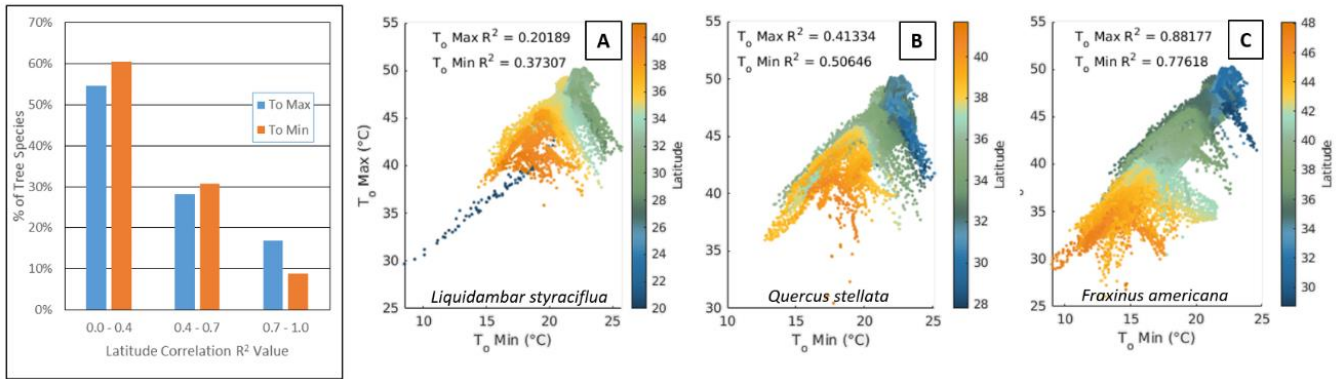 70%
60%
50%
40%
30%
20%
10%
0%
% of Tree Species
To Max
To Min
0.0 - 0.4
0.4 - 0.7
0.7 - 1.0
Latitude Correlation R² Value
A
Tₒ Max R² = 0.20189
Tₒ Min R² = 0.37307
55
50
45
40
35
30
25
Tₒ Max (°C)
10
15
20
25
Tₒ Min (°C)
Liquidambar styraciflua
40
38
36
34
32
30
28
26
24
22
20
Latitude
B
Tₒ Max R² = 0.41334
Tₒ Min R² = 0.50646
55
50
45
40
35
30
10
15
20
25
Tₒ Min (°C)
Quercus stellata
40
38
36
34
32
30
28
Latitude
C
Tₒ Max R² = 0.88177
Tₒ Min R² = 0.77618
55
50
45
40
35
30
25
10
15
20
25
Tₒ Min (°C)
Fraxinus americana
48
46
44
42
40
38
36
34
32
30
Latitude